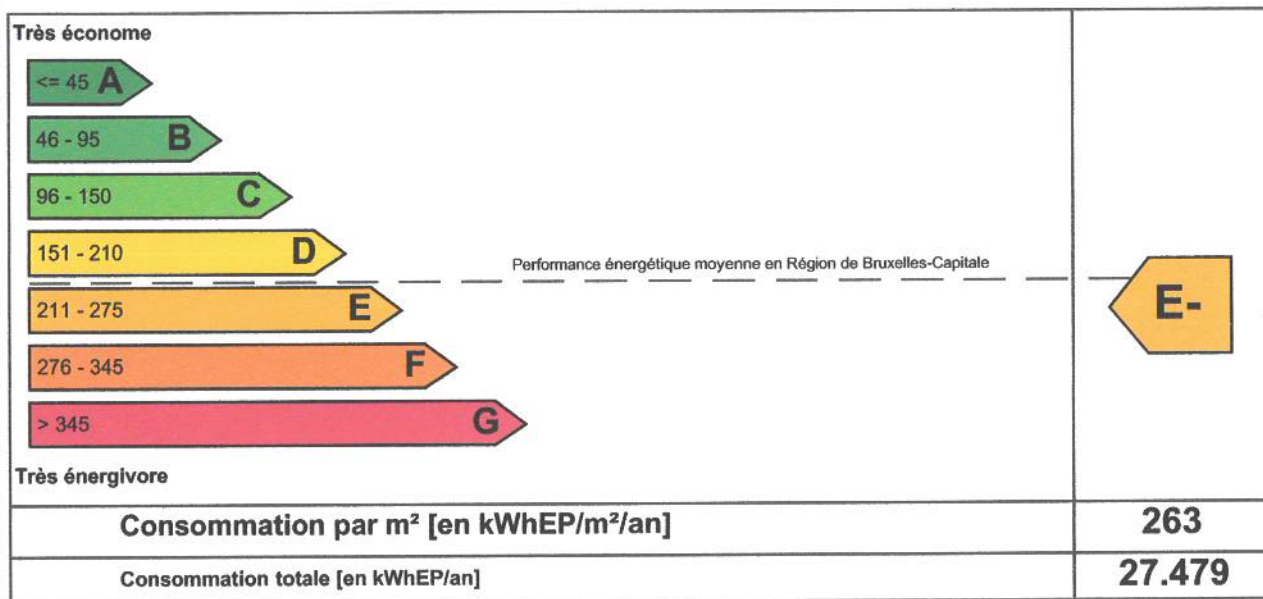 Très économe
<= 45 A
46 - 95 B
96 - 150 C
151 - 210 D
Performance énergétique moyenne en Région de Bruxelles-Capitale
E-
211 - 275 E
276 - 345 F
> 345 G
Très énergivore
Consommation par m² [en kWhEP/m²/an] 263
Consommation totale [en kWhEP/an] 27.479